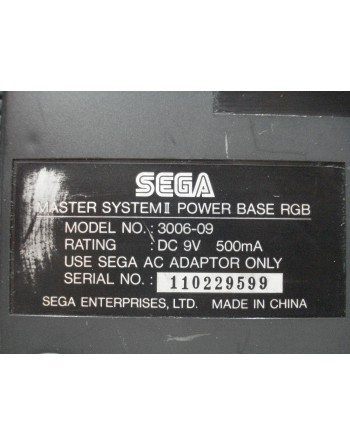 SEGA
MASTER SYSTEM II POWER BASE RGB
MODEL NO. : 3006-09
RATING : DC 9V 500mA
USE SEGA AC ADAPTOR ONLY
SERIAL NO. : 110229599
SEGA ENTERPRISES, LTD. MADE IN CHINA